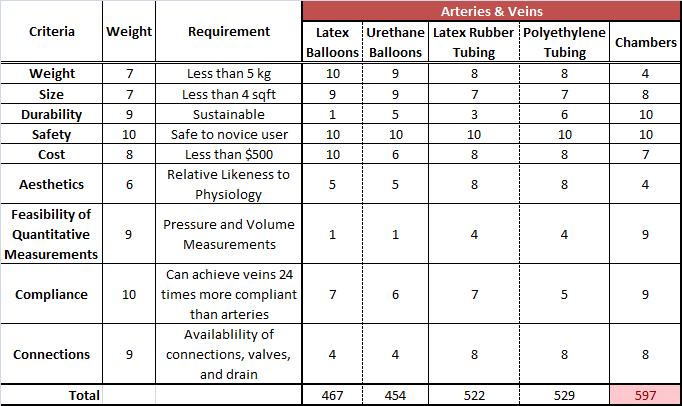 Arteries & Veins
Criteria Weight Requirement Latex Balloons Urethane Balloons Latex Rubber Tubing Polyethylene Tubing Chambers
Weight 7 Less than 5 kg 10 9 8 8 4
Size 7 Less than 4 sqft 9 9 7 7 8
Durability 9 Sustainable 1 5 3 6 10
Safety 10 Safe to novice user 10 10 10 10 10
Cost 8 Less than $500 10 6 8 8 7
Aesthetics 6 Relative Likeness to Physiology 5 5 8 8 4
Feasibility of Quantitative Measurements 9 Pressure and Volume Measurements 1 1 4 4 9
Compliance 10 Can achieve veins 24 times more compliant than arteries 7 6 7 5 9
Connections 9 Availablility of connections, valves, and drain 4 4 8 8 8
Total 467 454 522 529 597